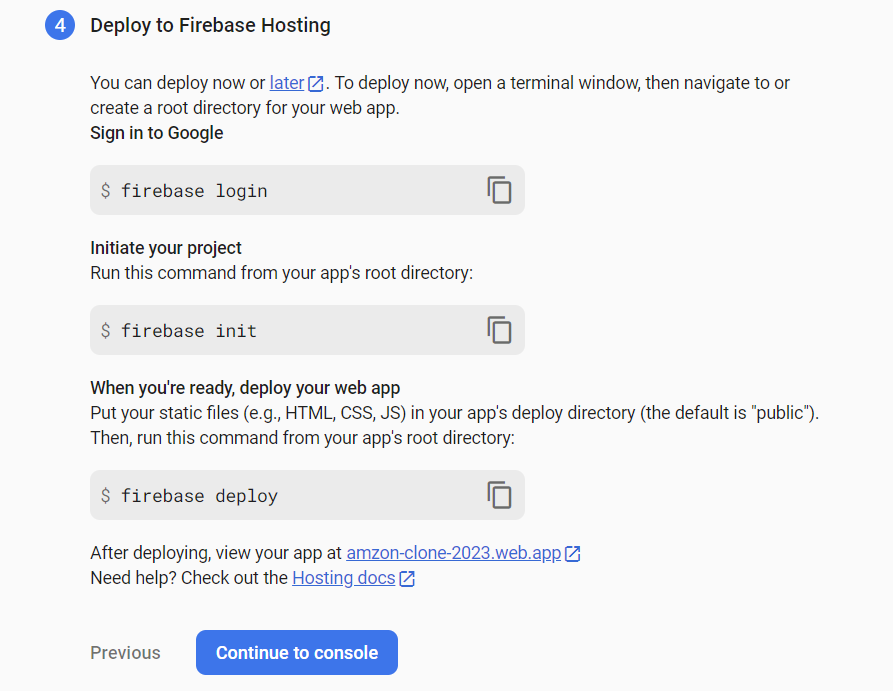 4 Deploy to Firebase Hosting
You can deploy now or later. To deploy now, open a terminal window, then navigate to or
create a root directory for your web app.
Sign in to Google
$ firebase login
Initiate your project
Run this command from your app's root directory:
$ firebase init
When you're ready, deploy your web app
Put your static files (e.g., HTML, CSS, JS) in your app's deploy directory (the default is "public").
Then, run this command from your app's root directory:
$ firebase deploy
After deploying, view your app at amzon-clone-2023.web.app
Need help? Check out the Hosting docs
Previous Continue to console